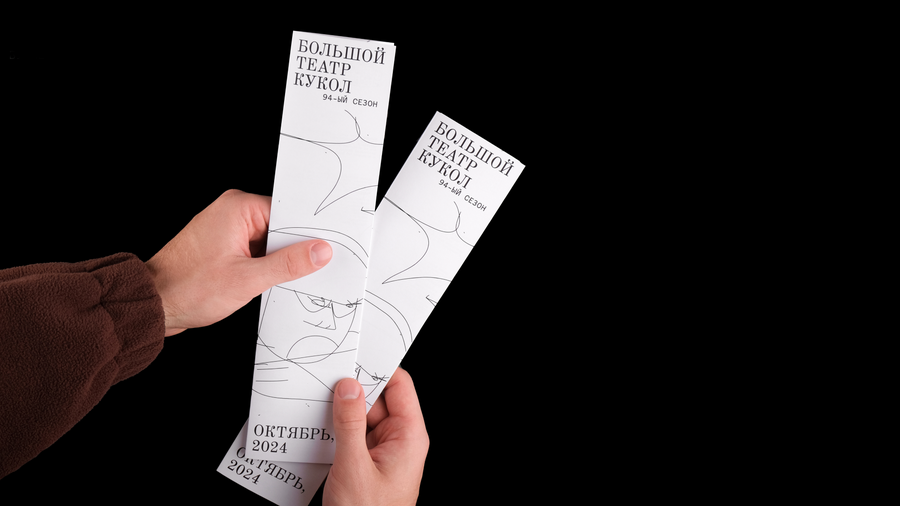 БОЛЬШОЙ
ТЕАТР
КУКОЛ
94-ЫЙ СЕЗОН
ОКТЯБРЬ,
2024
БОЛЬШОЙ
ТЕАТР
КУКОЛ
94-ЫЙ СЕЗОН
ОКТЯБРЬ,
2024